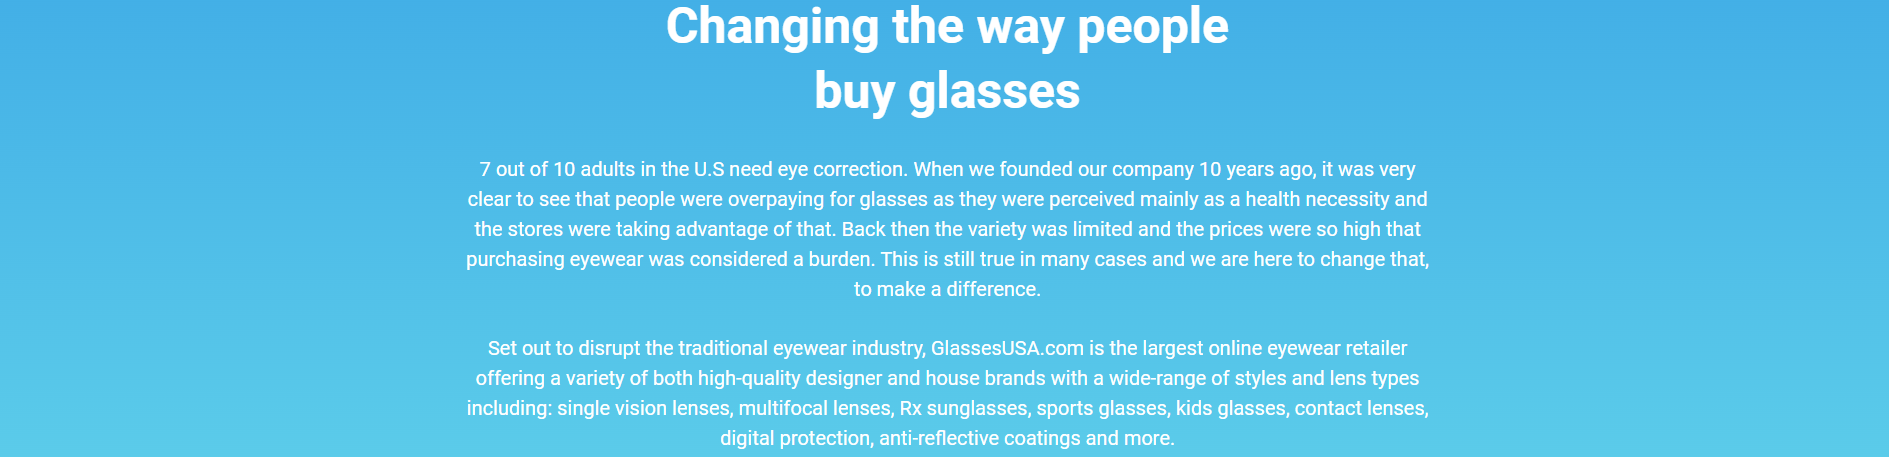 Changing the way people
buy glasses
7 out of 10 adults in the U.S need eye correction. When we founded our company 10 years ago, it was very
clear to see that people were overpaying for glasses as they were perceived mainly as a health necessity and
the stores were taking advantage of that. Back then the variety was limited and the prices were so high that
purchasing eyewear was considered a burden. This is still true in many cases and we are here to change that,
to make a difference.
Set out to disrupt the traditional eyewear industry, GlassesUSA.com is the largest online eyewear retailer
offering a variety of both high-quality designer and house brands with a wide-range of styles and lens types
including: single vision lenses, multifocal lenses, Rx sunglasses, sports glasses, kids glasses, contact lenses,
digital protection, anti-reflective coatings and more.